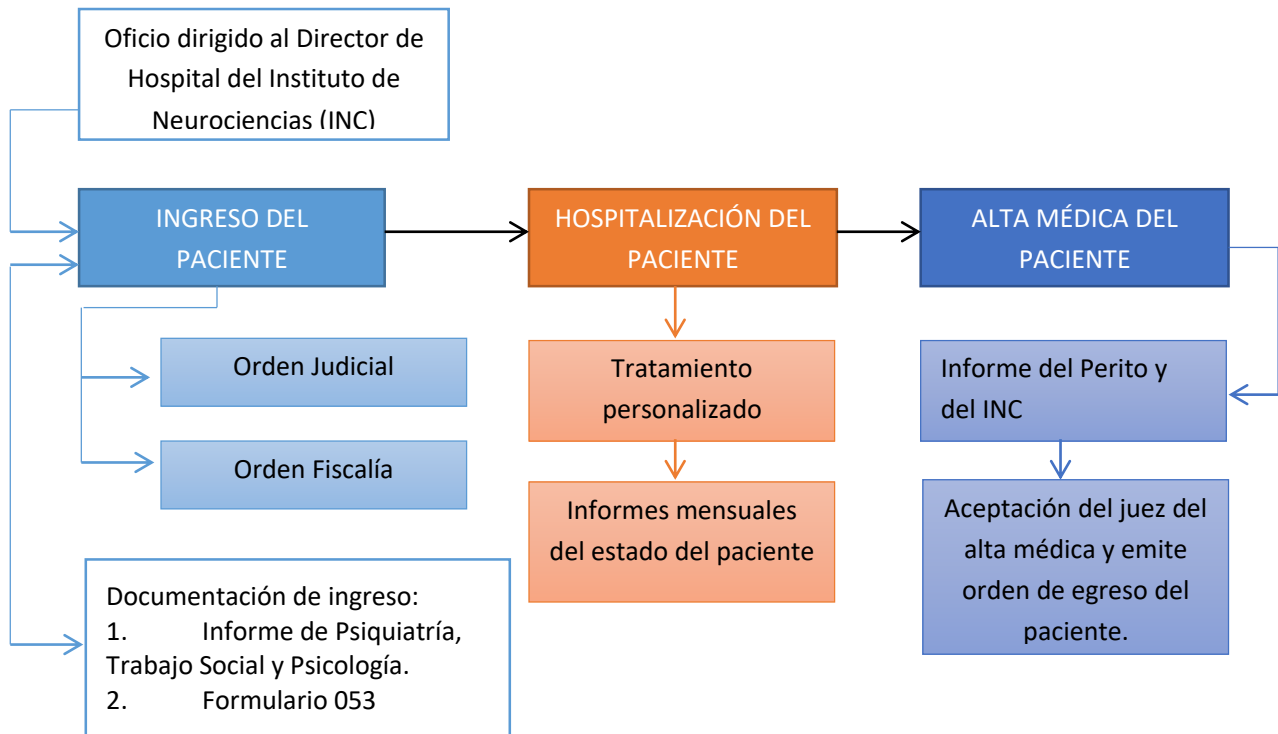 Oficio dirigido al Director de
Hospital del Instituto de
Neurociencias (INC)
INGRESO DEL
PACIENTE
HOSPITALIZACIÓN DEL
PACIENTE
ALTA MÉDICA DEL
PACIENTE
Orden Judicial
Orden Fiscalía
Tratamiento
personalizado
Informes mensuales
del estado del paciente
Informe del Perito y
del INC
Aceptación del juez del
alta médica y emite
orden de egreso del
paciente.
Documentación de ingreso:
1. Informe de Psiquiatría,
Trabajo Social y Psicología.
2. Formulario 053